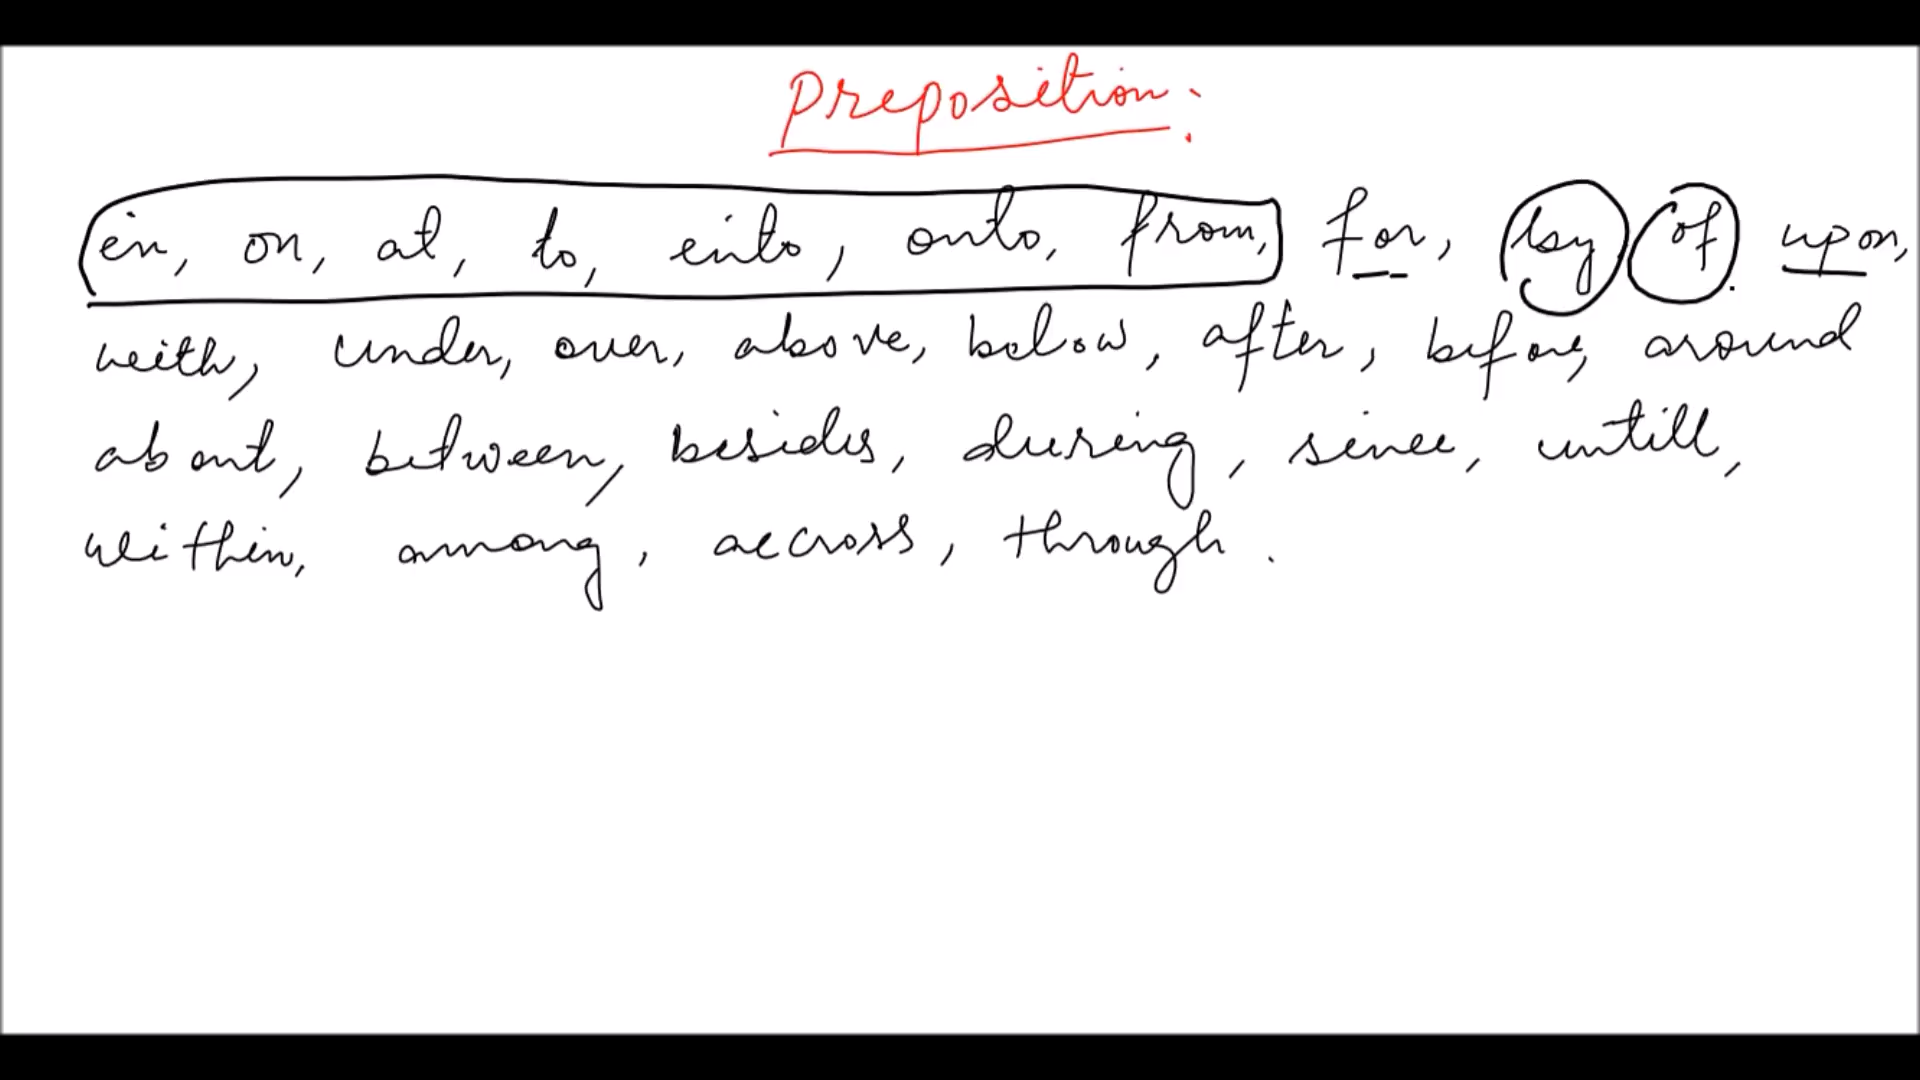 Preposition.
in, on, at, to, into, onto, from, for, by of upon,
with, under, over, above, below, after, before, around
about, between, besides, during, since, untill,
within, among, accross, through.